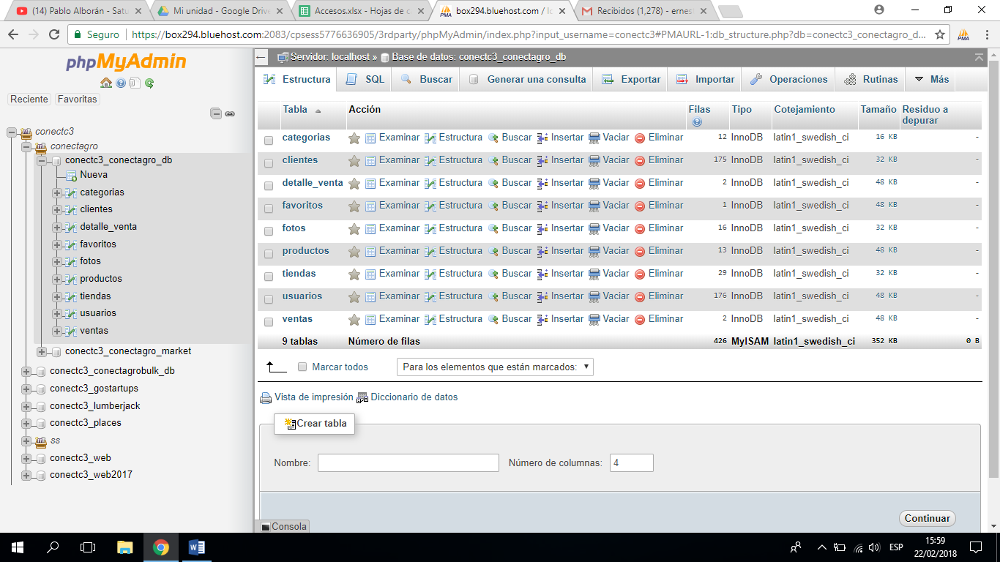 (14) Pablo Alborán - Satu
Mi unidad - Google Drive
Accesos.xlsx - Hojas de c
box294.bluehost.com / lo
Recibidos (1,278) - ernes
Seguro https://box294.bluehost.com:2083/cpsess5776636905/3rdparty/phpMyAdmin/index.php?input_username=conectc3#PMAURL-1:db_structure.php?db=conectc3_conectagro_d...
phpMyAdmin
Reciente Favoritas
conectc3
conectagro
conectc3_conectagro_db
Nueva
categorias
clientes
detalle_venta
favoritos
fotos
productos
tiendas
usuarios
ventas
conectc3_conectagro_market
conectc3_conectagrobulk_db
conectc3_gostartups
conectc3_lumberjack
conectc3_places
ss
conectc3_web
conectc3_web2017
Servidor: localhost » Base de datos: conectc3_conectagro_db
Estructura SQL Buscar Generar una consulta Exportar Importar Operaciones Rutinas Más
Tabla Acción Filas Tipo Cotejamiento Tamaño Residuo a depurar
categorias Examinar Estructura Buscar Insertar Vaciar Eliminar 12 InnoDB latin1_swedish_ci 16 KB -
clientes Examinar Estructura Buscar Insertar Vaciar Eliminar 175 InnoDB latin1_swedish_ci 32 KB -
detalle_venta Examinar Estructura Buscar Insertar Vaciar Eliminar 2 InnoDB latin1_swedish_ci 48 KB -
favoritos Examinar Estructura Buscar Insertar Vaciar Eliminar 1 InnoDB latin1_swedish_ci 48 KB -
fotos Examinar Estructura Buscar Insertar Vaciar Eliminar 16 InnoDB latin1_swedish_ci 32 KB -
productos Examinar Estructura Buscar Insertar Vaciar Eliminar 13 InnoDB latin1_swedish_ci 48 KB -
tiendas Examinar Estructura Buscar Insertar Vaciar Eliminar 29 InnoDB latin1_swedish_ci 32 KB -
usuarios Examinar Estructura Buscar Insertar Vaciar Eliminar 176 InnoDB latin1_swedish_ci 48 KB -
ventas Examinar Estructura Buscar Insertar Vaciar Eliminar 2 InnoDB latin1_swedish_ci 48 KB -
9 tablas Número de filas 426 MyISAM latin1_swedish_ci 352 KB 0 B
Marcar todos Para los elementos que están marcados:
Vista de impresión Diccionario de datos
Crear tabla
Nombre: Número de columnas: 4
Continuar
Consola
ESP
15:59
22/02/2018